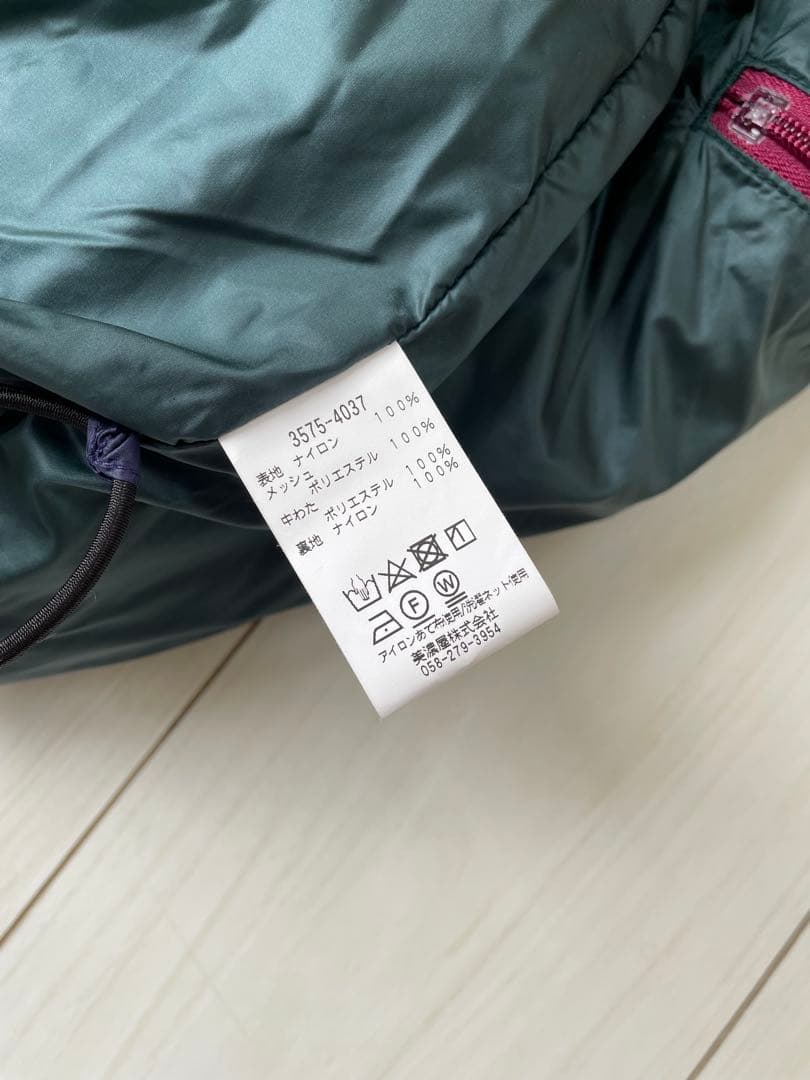 3575-4037
表地 ナイロン 100%
メッシュ
ポリエステル 100%
中わた ポリエステル 100%
裏地 ナイロン 100%
F W
アイロンあて布使用/洗濯ネット使用
美濃屋株式会社
058-279-3954